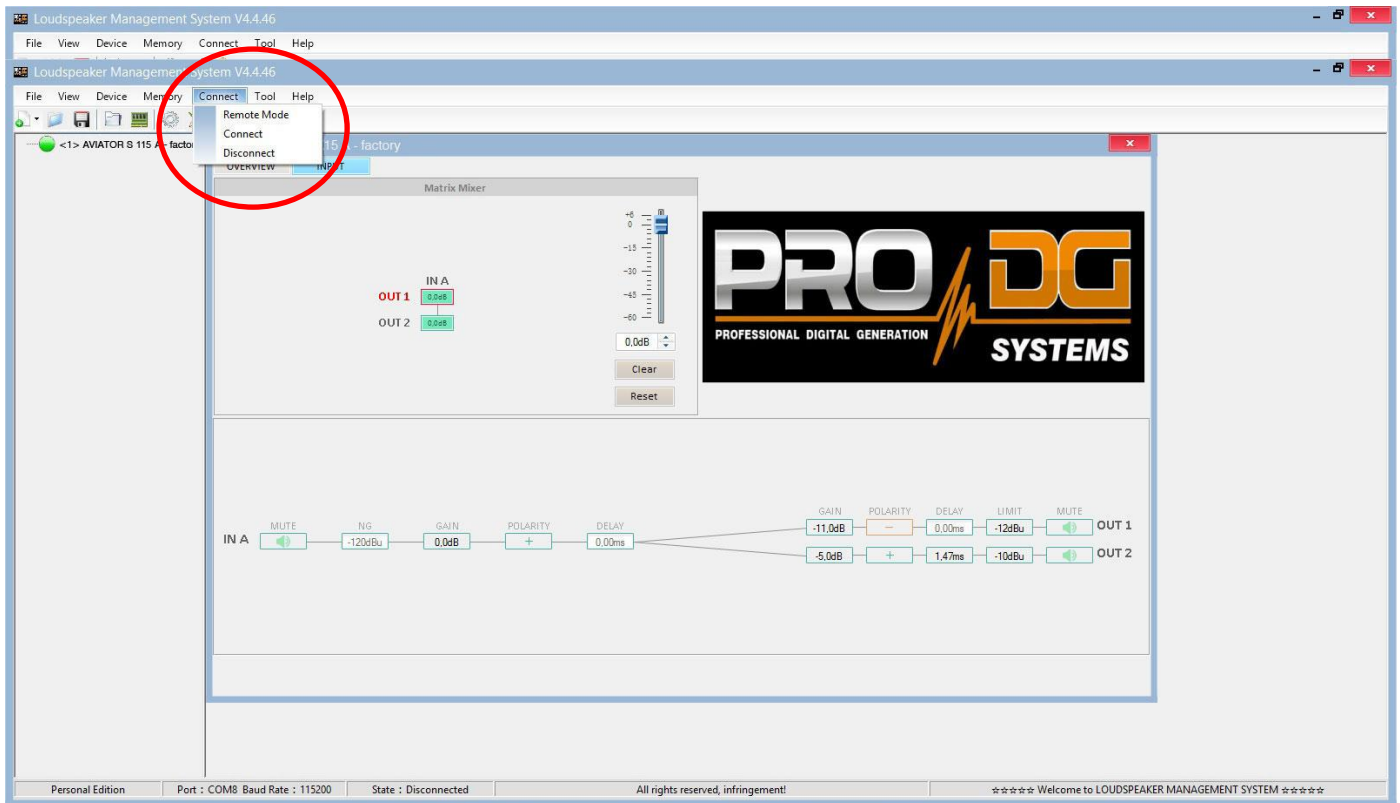 Loudspeaker Management System V4.4.46
File View Device Memory Connect Tool Help
Loudspeaker Management System V4.4.46
File View Device Memory Connect Tool Help
Remote Mode
Connect
Disconnect
<1> AVIATOR S 115 A - facto
115 A - factory
OVERVIEW INPUT
Matrix Mixer
+6
0
-15
-30
-45
-60
IN A
OUT 1 0,0dB
OUT 2 0,0dB
0,0dB
Clear
Reset
PRO DG
PROFESSIONAL DIGITAL GENERATION
SYSTEMS
GAIN POLARITY DELAY LIMIT MUTE
-11,0dB − 0,00ms -12dBu OUT 1
MUTE NG GAIN POLARITY DELAY
IN A -120dBu 0,0dB + 0,00ms
-5,0dB + 1,47ms -10dBu OUT 2
Personal Edition Port : COM8 Baud Rate : 115200 State : Disconnected All rights reserved, infringement! ☆☆☆☆☆ Welcome to LOUDSPEAKER MANAGEMENT SYSTEM ☆☆☆☆☆